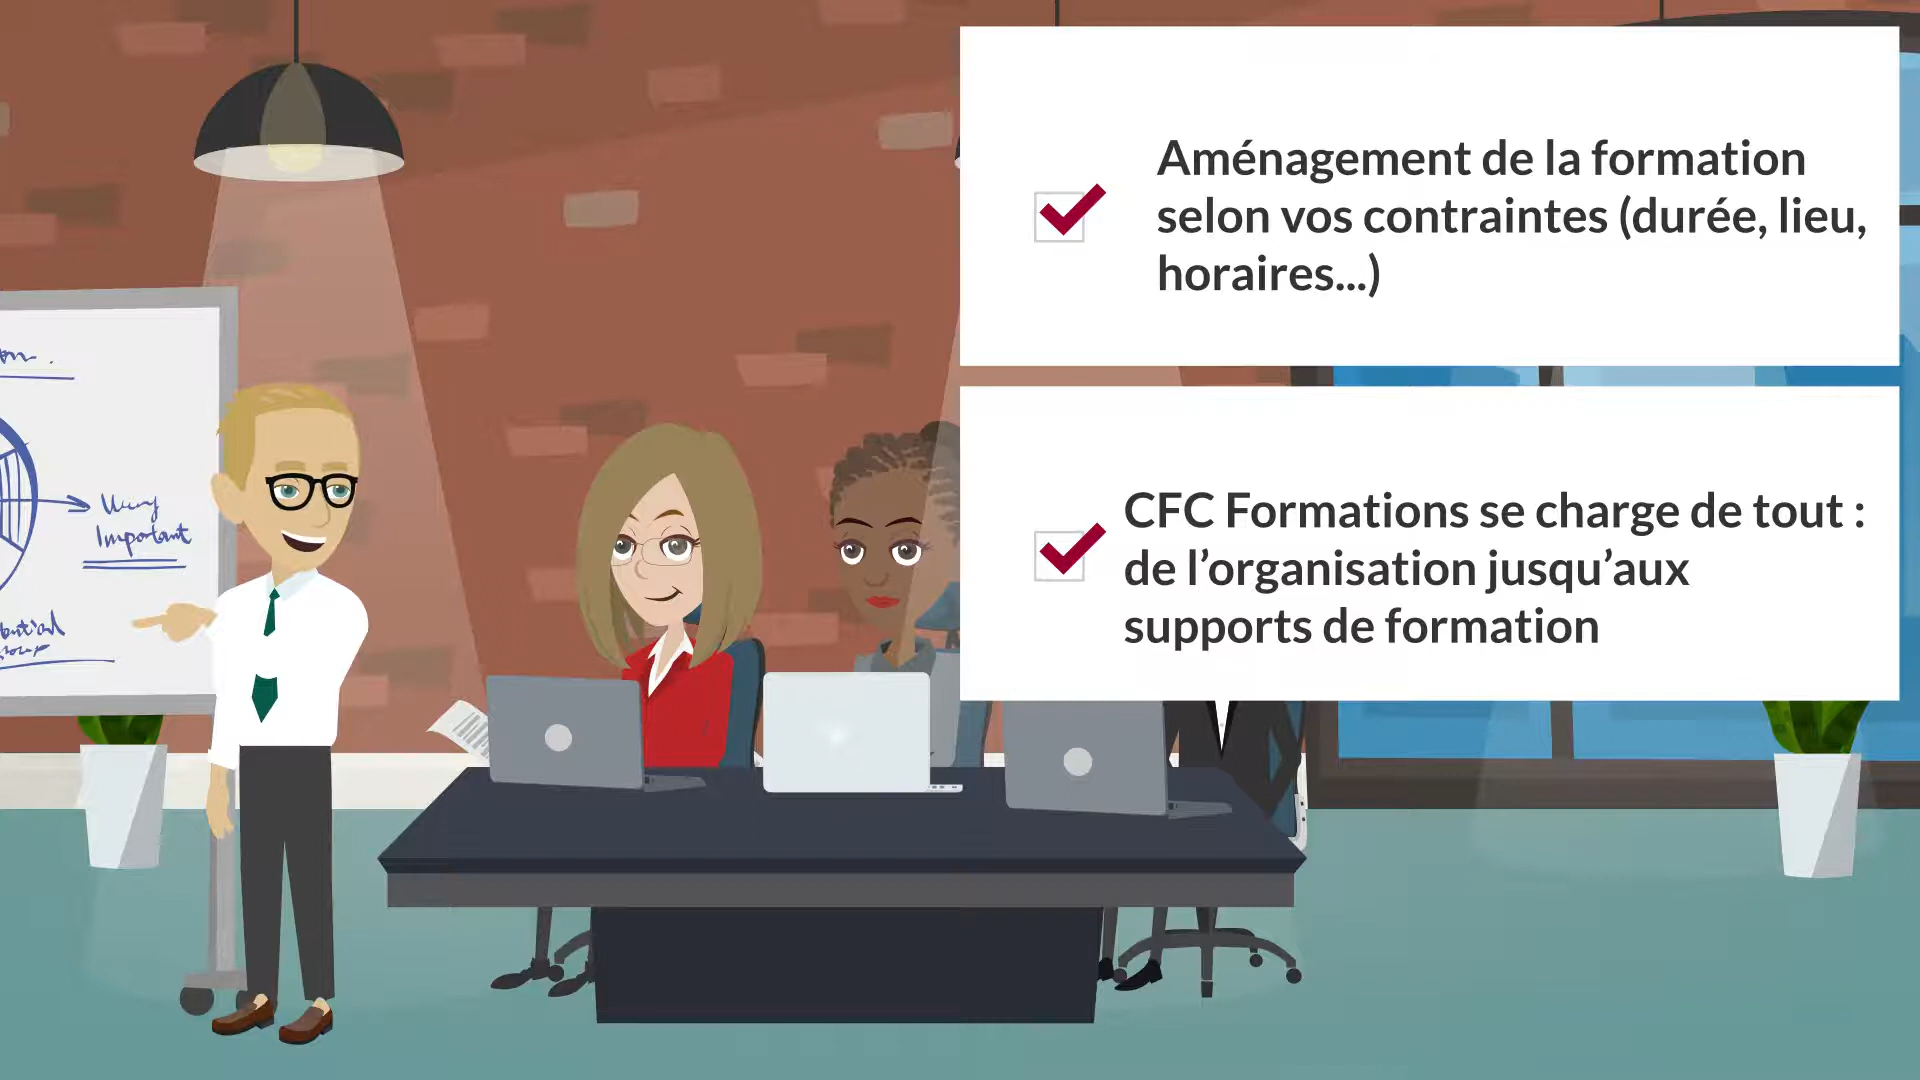 Aménagement de la formation
selon vos contraintes (durée, lieu,
horaires...)
CFC Formations se charge de tout :
de l’organisation jusqu’aux
supports de formation
Important